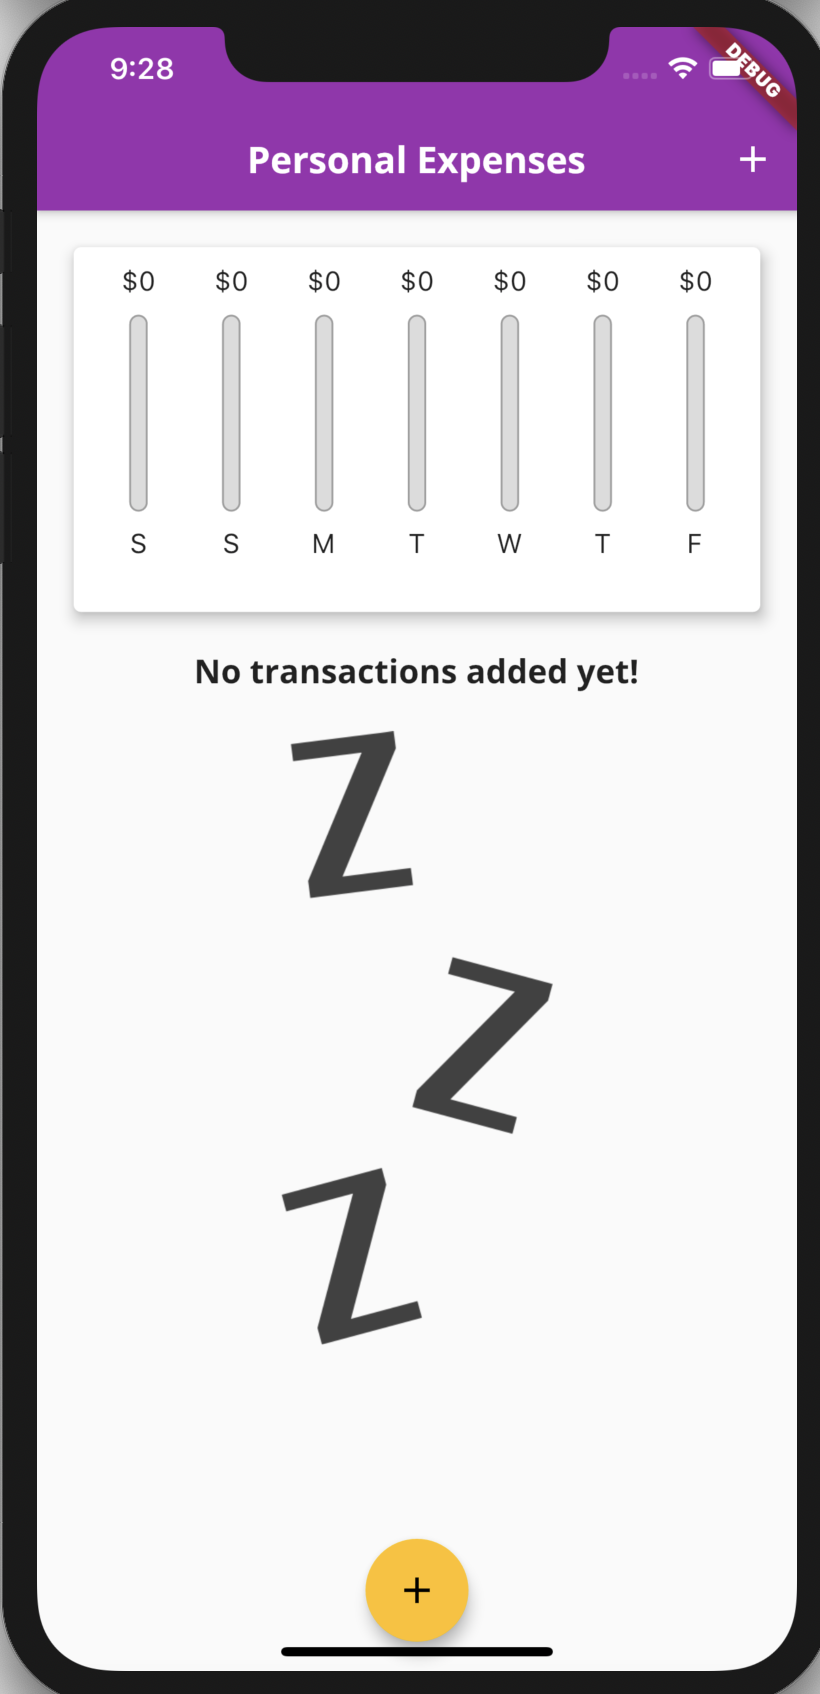 9:28
DEBUG
Personal Expenses +
$0 $0 $0 $0 $0 $0 $0
S S M T W T F
No transactions added yet!
Z
Z
Z
+